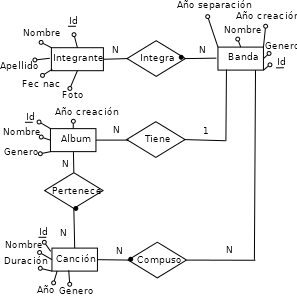 Año separación
Id
Año creación
Nombre
Nombre
N
N
Genero
Integrante
Integra
Banda
Apellido
Id
Fec nac
Foto
Año creación
Id
Nombre
N
1
Album
Tiene
Genero
N
Pertenece
Id
N
Nombre
N
N
Duración
Canción
Compuso
Año
Genero